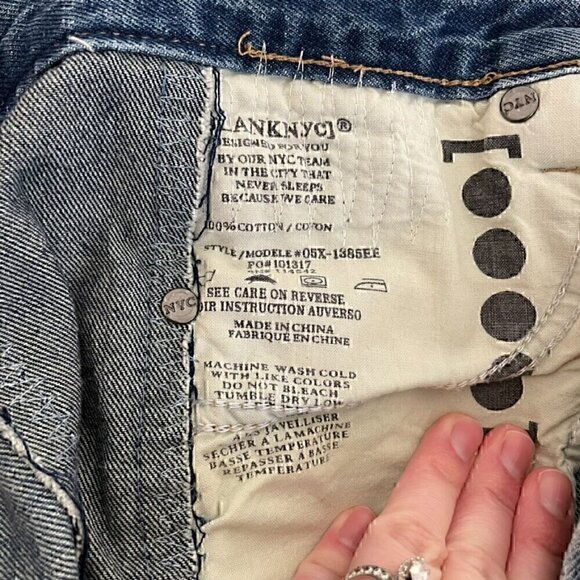 LANKNYC]®
DESIGNED FOR YOU
BY OUR NYC TEAM
IN THE CITY THAT
NEVER SLEEPS
BECAUSE WE CARE
100% COTTON / COTON
STYLE/MODELE #05X-1385EE
PO#101317
SEE CARE ON REVERSE
OIR INSTRUCTION AUVERSO
MADE IN CHINA
FABRIQUE EN CHINE
MACHINE WASH COLD
WITH LIKE COLORS
DO NOT BLEACH
TUMBLE DRY LOW
JAVELLISER
SECHER A LA MACHINE
BASSE TEMPERATURE
REPASSER A BASSE
TEMPERATURE
NYC
NYC